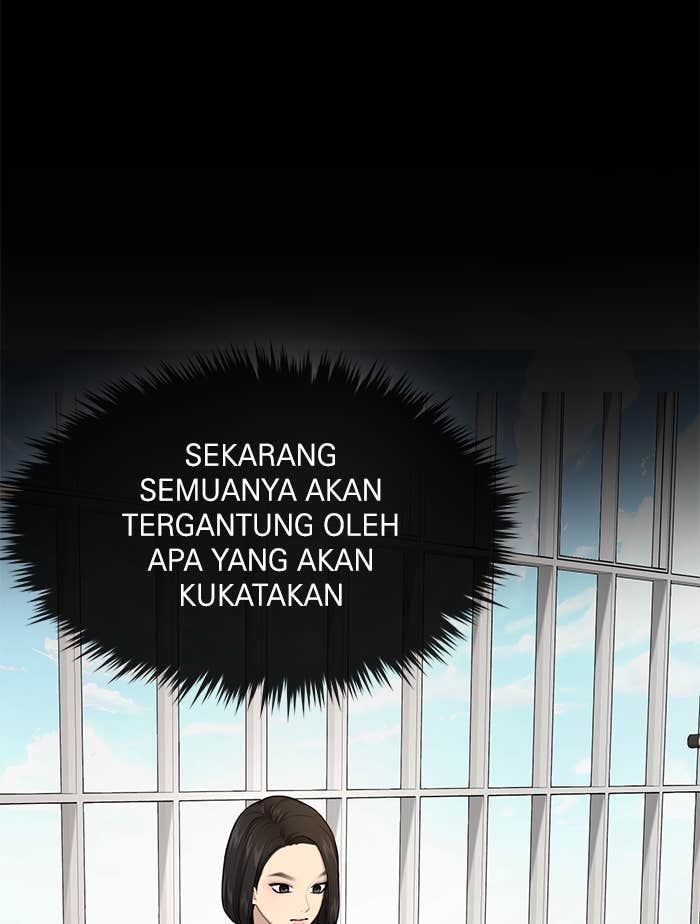 SEKARANG
SEMUANYA AKAN
TERGANTUNG OLEH
APA YANG AKAN
KUKATAKAN